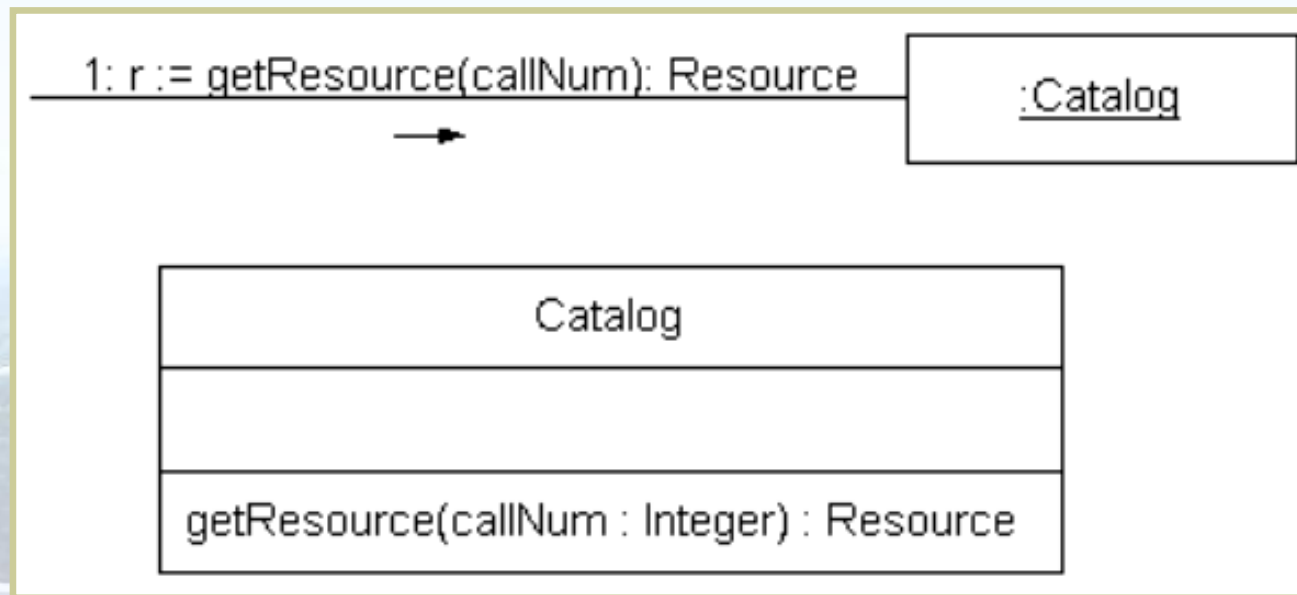 1: r := getResource(callNum): Resource
:Catalog
Catalog
getResource(callNum : Integer) : Resource